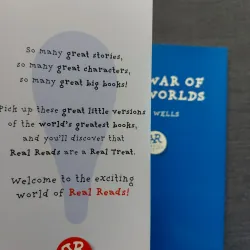 So many great stories,
so many great characters,
so many great big books!
Pick up these great little versions
of the world's greatest books,
and you'll discover that
Real Reads are a Real Treat.
Welcome to the exciting
world of Real Reads!
WAR OF
WORLDS
WELLS